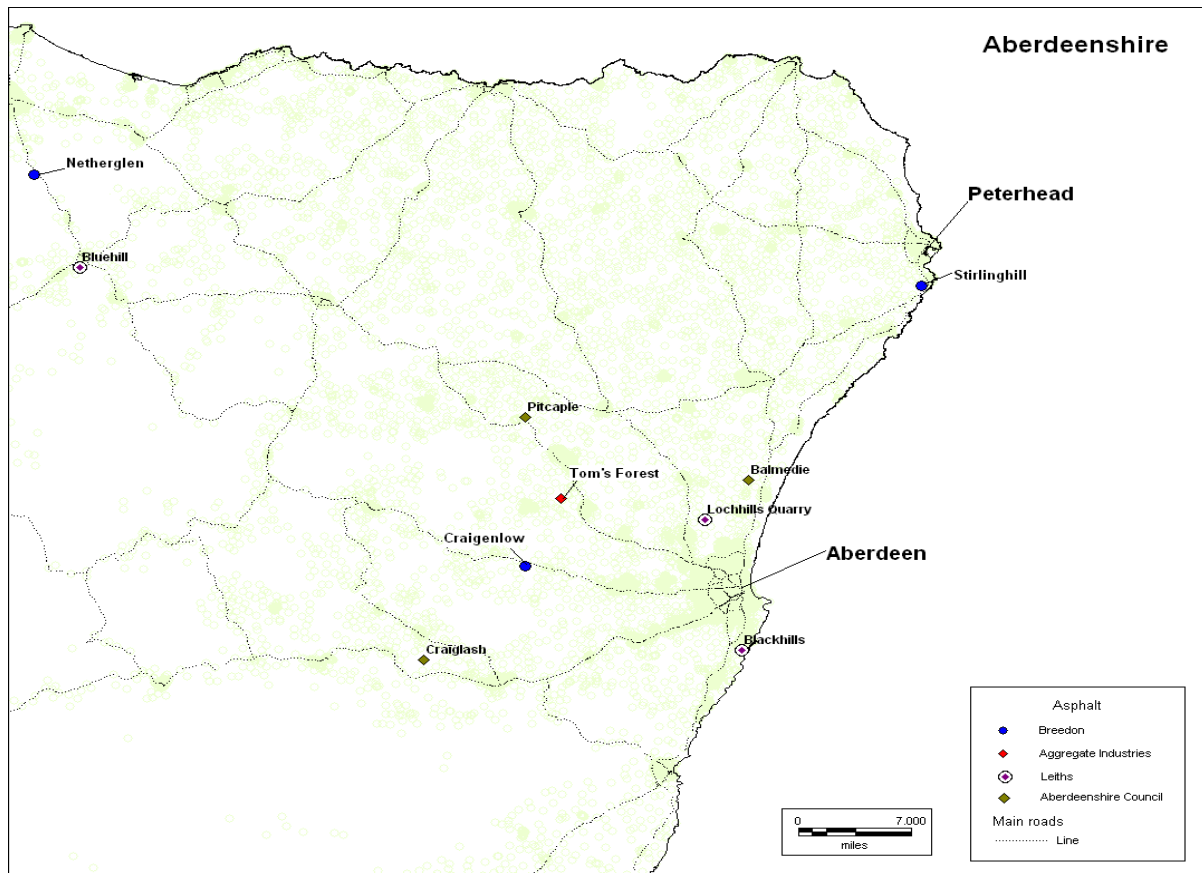 Aberdeenshire
Netherglen
Peterhead
Bluehill
Stirlinghill
Pitcaple
Balmedie
Tom's Forest
Lochhills Quarry
Craigenlow
Aberdeen
Blackhills
Craiglash
Asphalt
Breedon
Aggregate Industries
Leiths
Aberdeenshire Council
Main roads
Line
0 7.000
miles